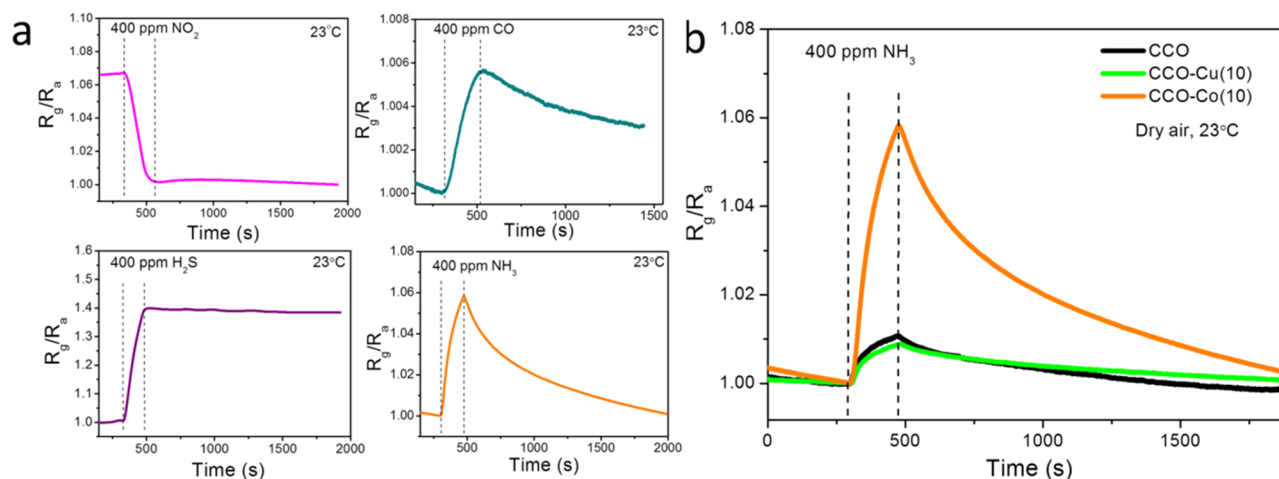 a
400 ppm NO2
23°C
1.10
1.08
1.06
1.04
1.02
1.00
Rg/Ra
500
1000
1500
2000
Time (s)
400 ppm CO
23°C
1.008
1.006
1.004
1.002
1.000
Rg/Ra
500
1000
1500
Time (s)
400 ppm H2S
23°C
1.6
1.5
1.4
1.3
1.2
1.1
1.0
Rg/Ra
500
1000
1500
2000
Time (s)
400 ppm NH3
23°C
1.08
1.06
1.04
1.02
1.00
Rg/Ra
500
1000
1500
2000
Time (s)
b
400 ppm NH3
CCO
CCO-Cu(10)
CCO-Co(10)
Dry air, 23°C
1.08
1.06
1.04
1.02
1.00
Rg/Ra
0
500
1000
1500
Time (s)